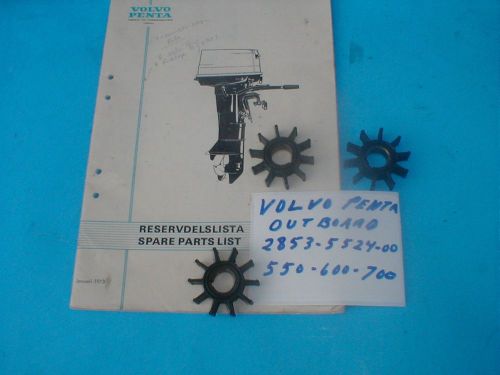 VOLVO
PENTA
RESERVDELSLISTA
SPARE PARTS LIST
VOLVO PENTA
OUTBOARD
2853-5524-00
550-600-700